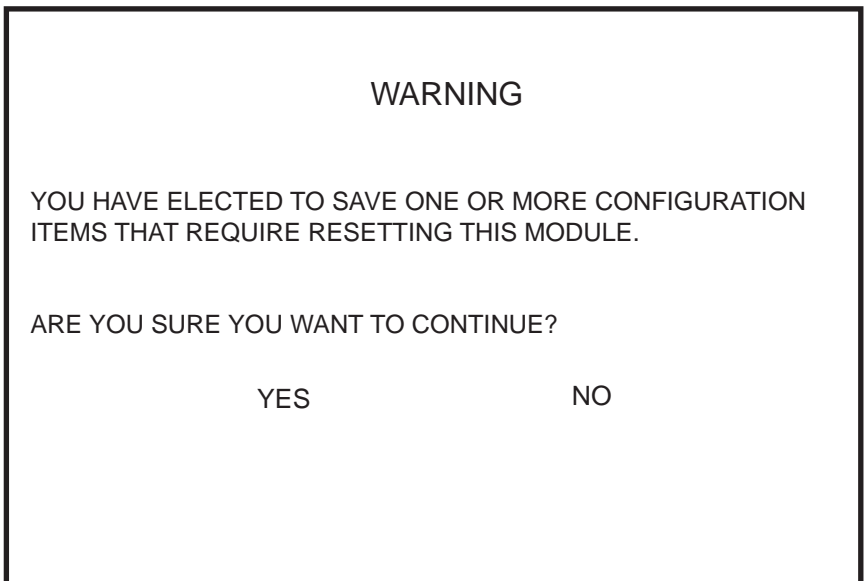 WARNING
YOU HAVE ELECTED TO SAVE ONE OR MORE CONFIGURATION
ITEMS THAT REQUIRE RESETTING THIS MODULE.
ARE YOU SURE YOU WANT TO CONTINUE?
YES NO